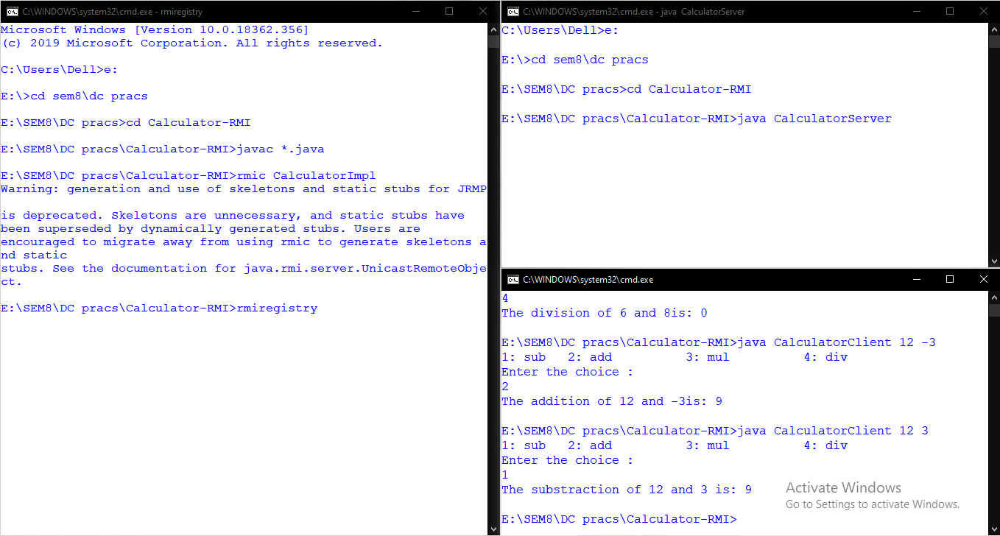 C:\WINDOWS\system32\cmd.exe - rmiregistry
Microsoft Windows [Version 10.0.18362.356]
(c) 2019 Microsoft Corporation. All rights reserved.
C:\Users\Dell>e:
E:\>cd sem8\dc pracs
E:\SEM8\DC pracs>cd Calculator-RMI
E:\SEM8\DC pracs\Calculator-RMI>javac *.java
E:\SEM8\DC pracs\Calculator-RMI>rmic CalculatorImpl
Warning: generation and use of skeletons and static stubs for JRMP
is deprecated. Skeletons are unnecessary, and static stubs have
been superseded by dynamically generated stubs. Users are
encouraged to migrate away from using rmic to generate skeletons a
nd static
stubs. See the documentation for java.rmi.server.UnicastRemoteObje
ct.
E:\SEM8\DC pracs\Calculator-RMI>rmiregistry
C:\WINDOWS\system32\cmd.exe - java  CalculatorServer
C:\Users\Dell>e:
E:\>cd sem8\dc pracs
E:\SEM8\DC pracs>cd Calculator-RMI
E:\SEM8\DC pracs\Calculator-RMI>java CalculatorServer
C:\WINDOWS\system32\cmd.exe
4
The division of 6 and 8is: 0
E:\SEM8\DC pracs\Calculator-RMI>java CalculatorClient 12 -3
1: sub   2: add          3: mul          4: div
Enter the choice :
2
The addition of 12 and -3is: 9
E:\SEM8\DC pracs\Calculator-RMI>java CalculatorClient 12 3
1: sub   2: add          3: mul          4: div
Enter the choice :
1
The substraction of 12 and 3 is: 9
E:\SEM8\DC pracs\Calculator-RMI>
Activate Windows
Go to Settings to activate Windows.